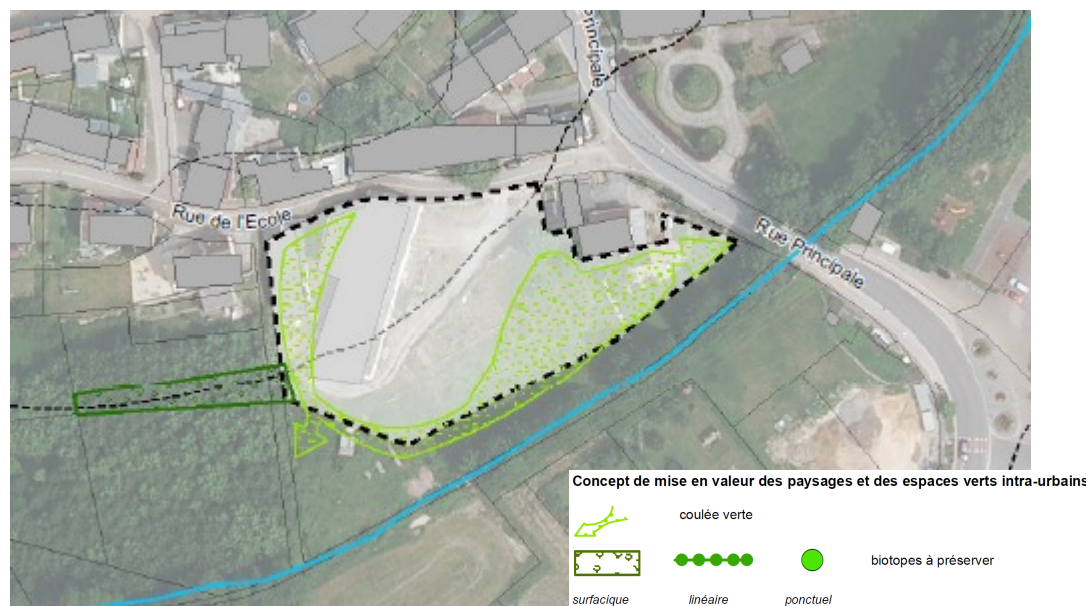 Principale
Rue de l'Ecole
Rue Principale
Concept de mise en valeur des paysages et des espaces verts intra-urbains
coulée verte
biotopes à préserver
surfacique linéaire ponctuel